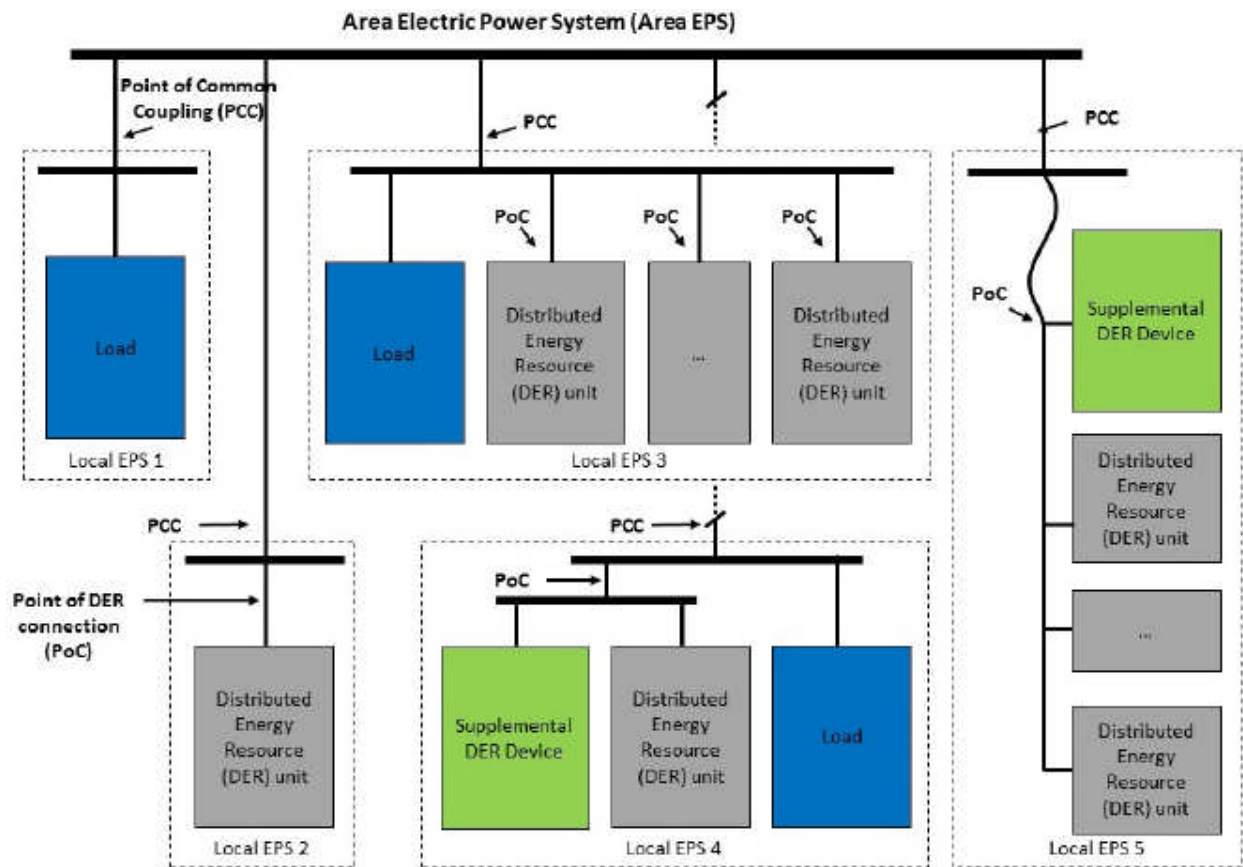 Area Electric Power System (Area EPS)
Point of Common
Coupling (PCC)
PCC
PCC
Load
Local EPS 1
PoC
PoC
PoC
Load
Distributed
Energy
Resource
(DER) unit
...
Distributed
Energy
Resource
(DER) unit
Local EPS 3
PoC
Supplemental
DER Device
Distributed
Energy
Resource
(DER) unit
...
Distributed
Energy
Resource
(DER) unit
Local EPS 5
PCC
Point of DER
connection
(PoC)
Distributed
Energy
Resource
(DER) unit
Local EPS 2
PCC
PoC
Supplemental
DER Device
Distributed
Energy
Resource
(DER) unit
Load
Local EPS 4